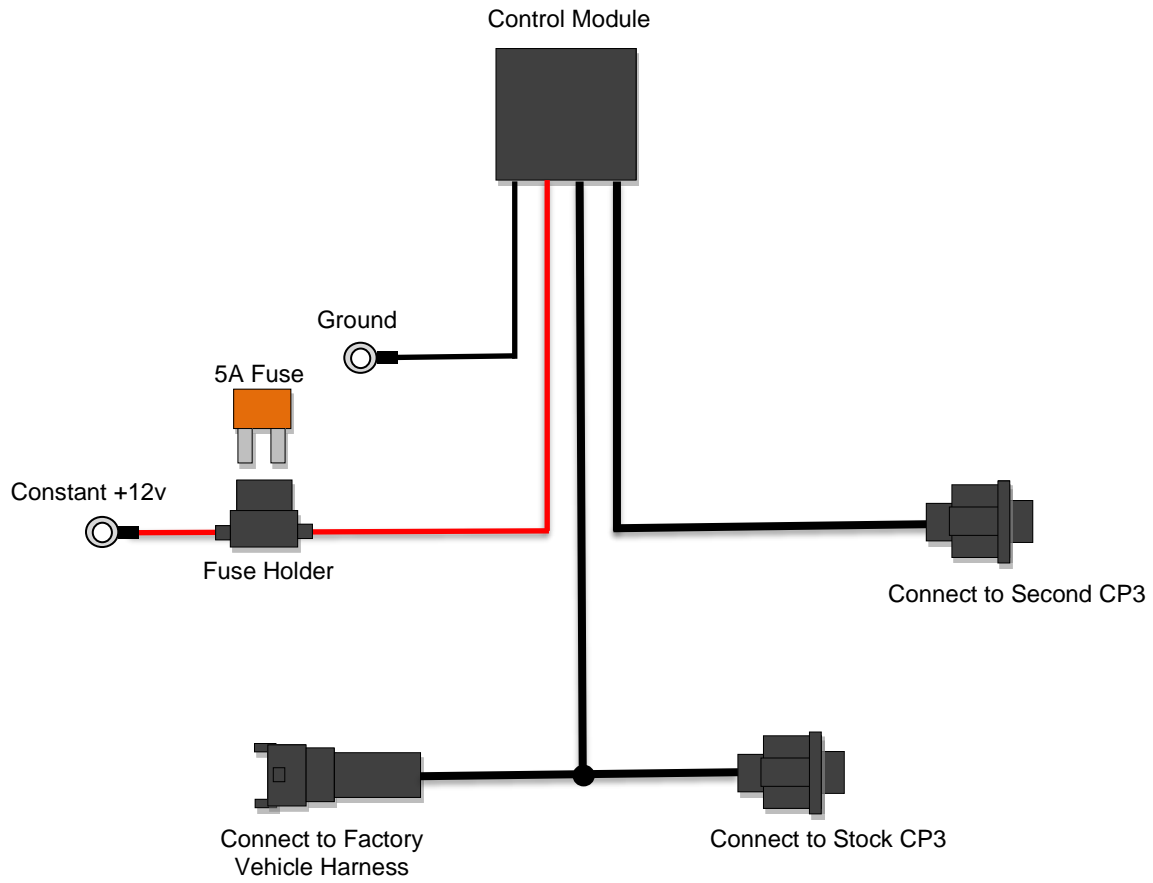 Control Module
Ground
5A Fuse
Constant +12v
Fuse Holder
Connect to Second CP3
Connect to Factory
Vehicle Harness
Connect to Stock CP3